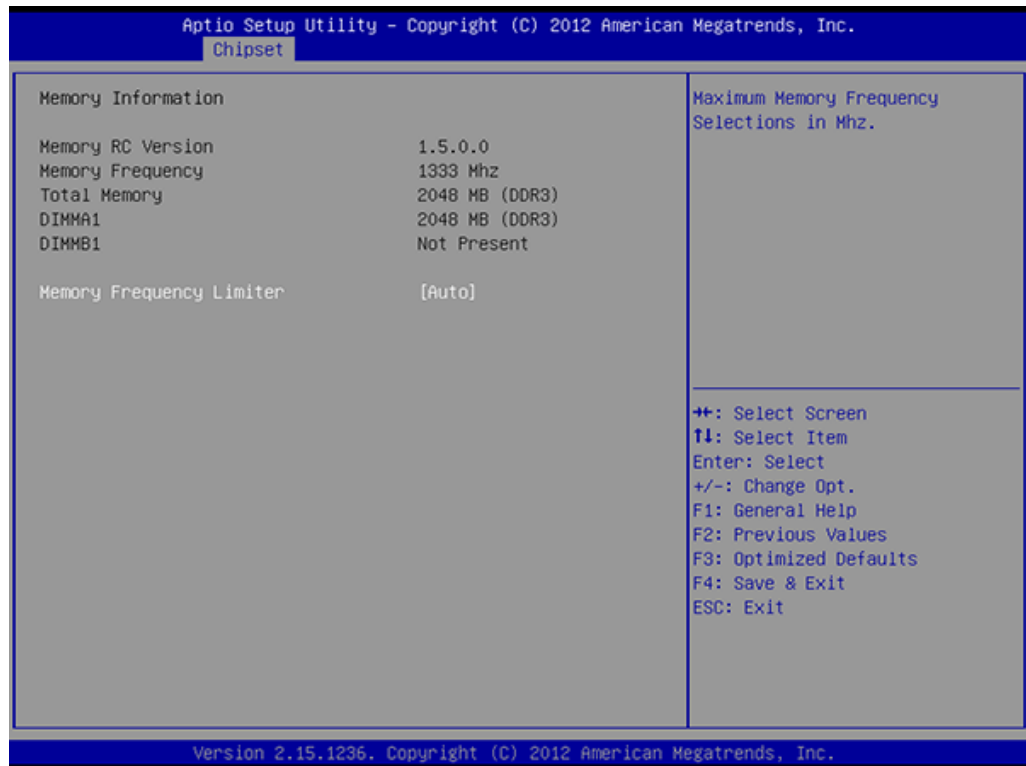 Aptio Setup Utility – Copyright (C) 2012 American Megatrends, Inc.
Chipset
Memory Information
Memory RC Version 1.5.0.0
Memory Frequency 1333 Mhz
Total Memory 2048 MB (DDR3)
DIMMA1 2048 MB (DDR3)
DIMMB1 Not Present
Memory Frequency Limiter [Auto]
Maximum Memory Frequency
Selections in Mhz.
→←: Select Screen
↑↓: Select Item
Enter: Select
+/-: Change Opt.
F1: General Help
F2: Previous Values
F3: Optimized Defaults
F4: Save & Exit
ESC: Exit
Version 2.15.1236. Copyright (C) 2012 American Megatrends, Inc.